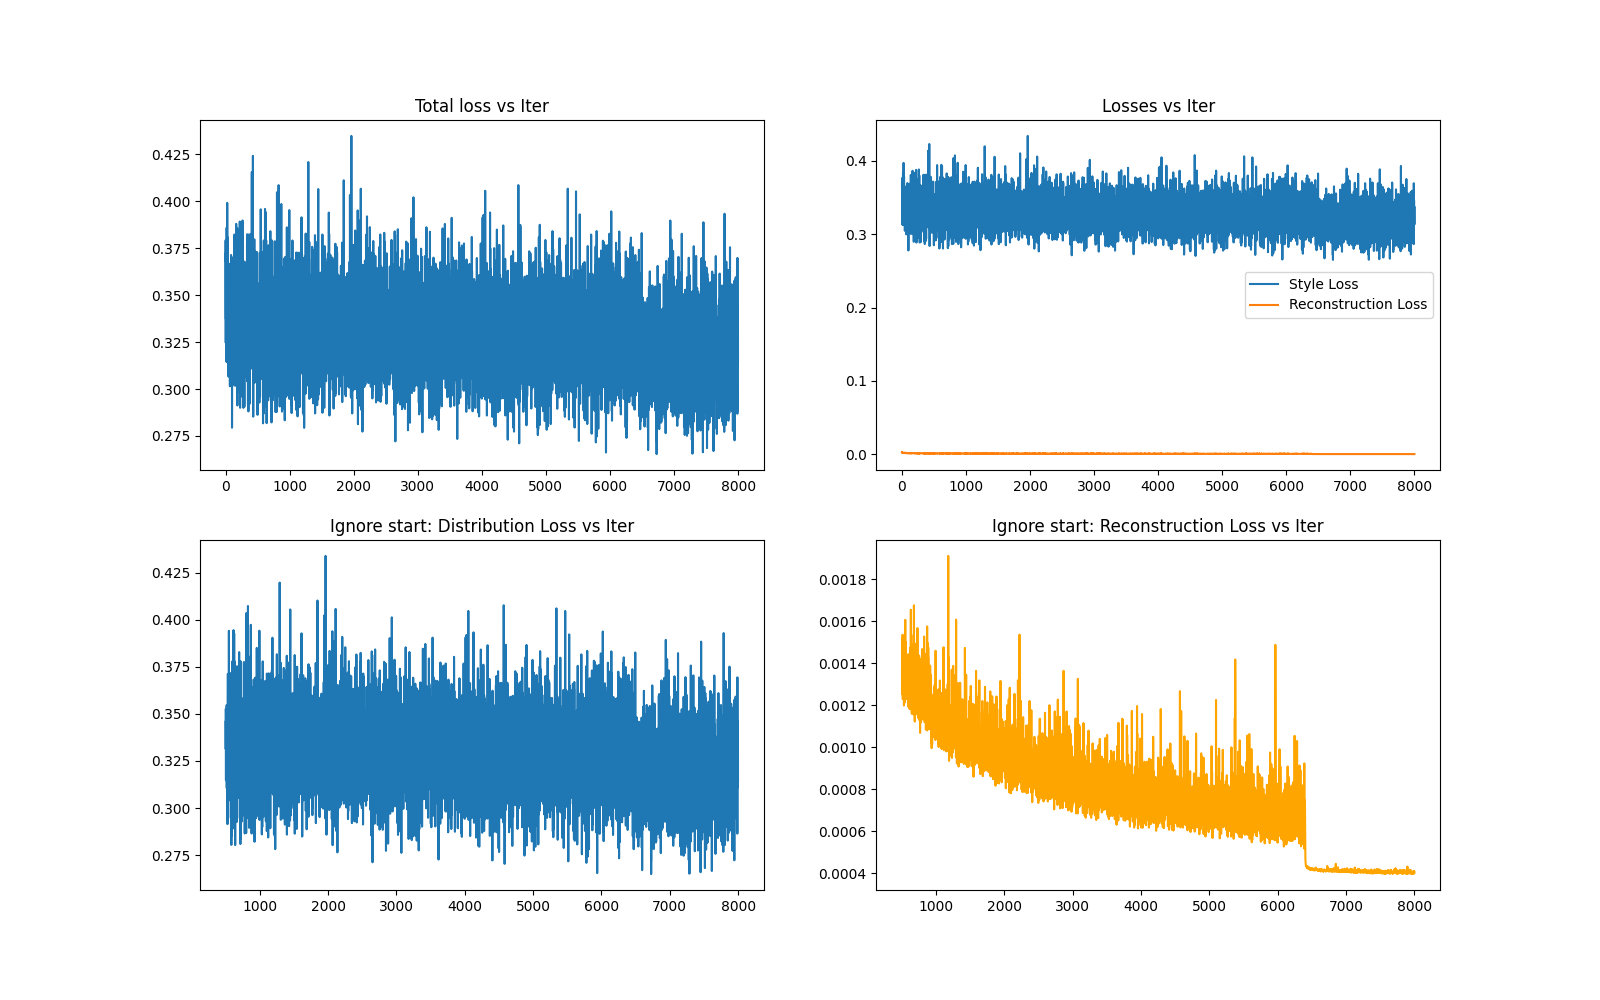 Total loss vs Iter
0.425
0.400
0.375
0.350
0.325
0.300
0.275
0 1000 2000 3000 4000 5000 6000 7000 8000
Losses vs Iter
0.4
0.3
0.2
0.1
0.0
Style Loss
Reconstruction Loss
0 1000 2000 3000 4000 5000 6000 7000 8000
Ignore start: Distribution Loss vs Iter
0.425
0.400
0.375
0.350
0.325
0.300
0.275
1000 2000 3000 4000 5000 6000 7000 8000
Ignore start: Reconstruction Loss vs Iter
0.0018
0.0016
0.0014
0.0012
0.0010
0.0008
0.0006
0.0004
1000 2000 3000 4000 5000 6000 7000 8000